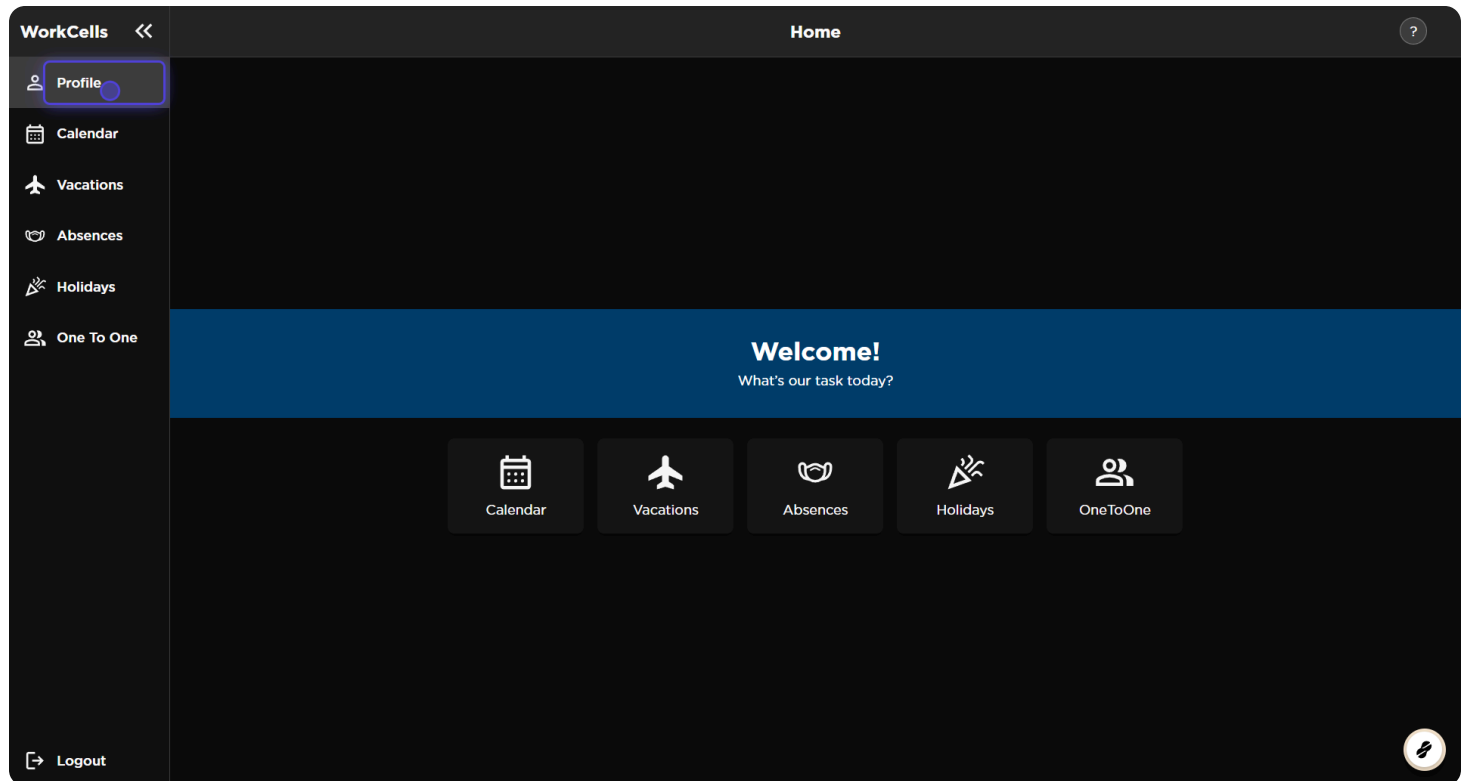 WorkCells
Home
?
Profile
Calendar
Vacations
Absences
Holidays
One To One
Welcome!
What's our task today?
Calendar
Vacations
Absences
Holidays
OneToOne
Logout